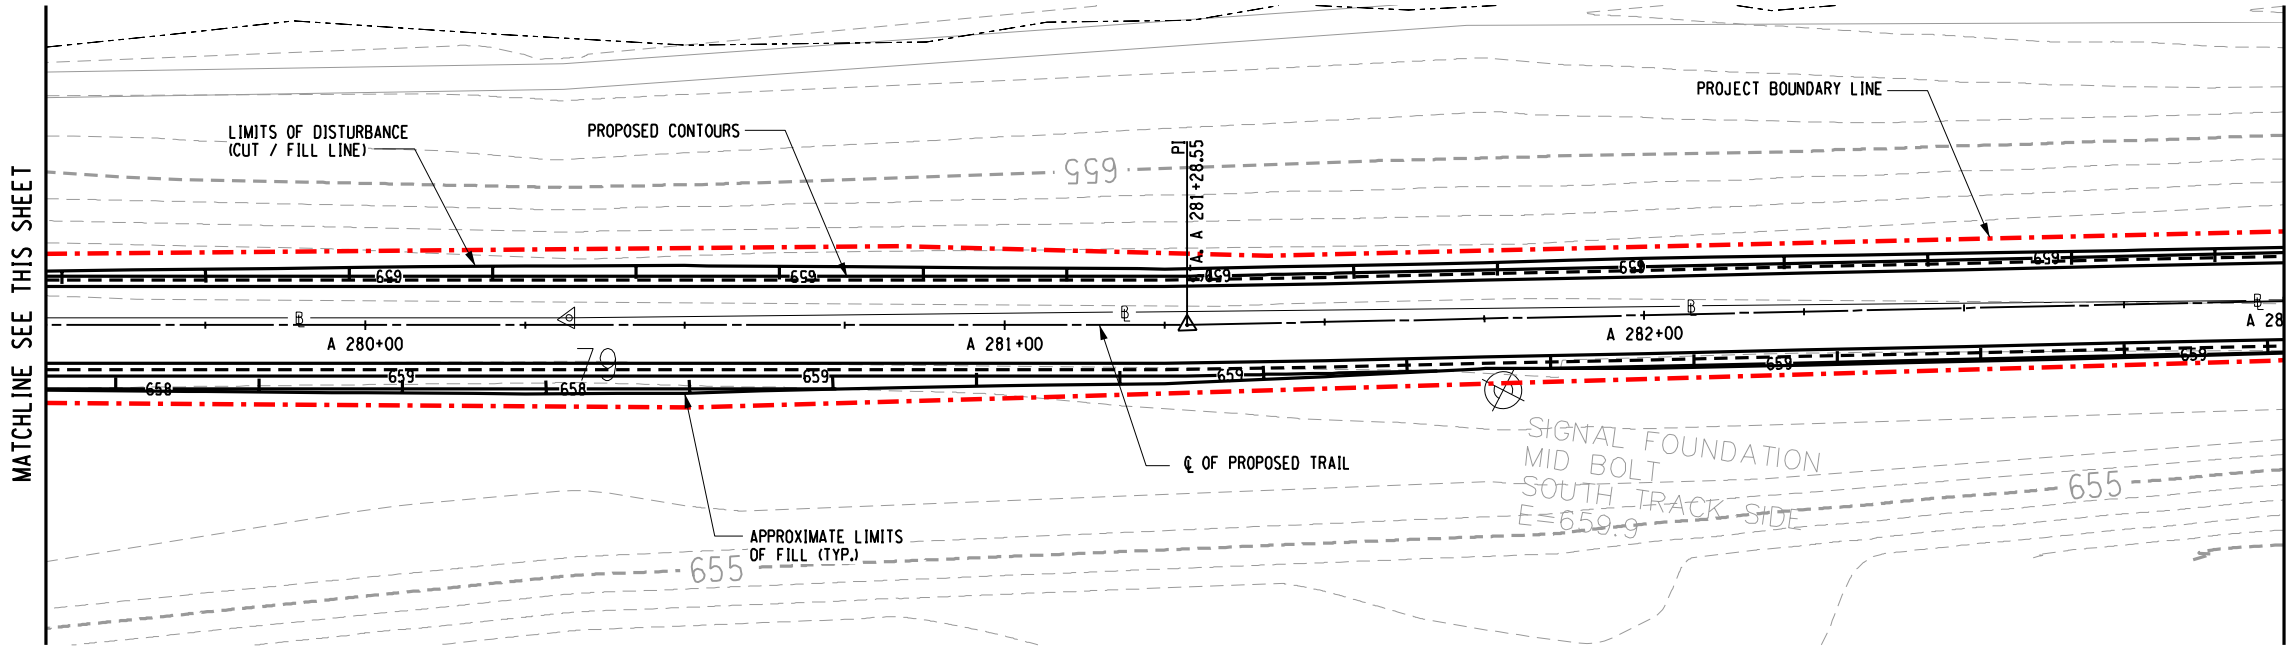 PROJECT BOUNDARY LINE
LIMITS OF DISTURBANCE
(CUT / FILL LINE)
PROPOSED CONTOURS
PI
STA. A 281+28.55
655
MATCHLINE SEE THIS SHEET
659
659
659
659
659
B
B
B
B
A 280+00
A 281+00
A 282+00
A 28
79
658
659
658
659
659
659
659
℄ OF PROPOSED TRAIL
SIGNAL FOUNDATION
MID BOLT
SOUTH TRACK SIDE
E=659.9
655
APPROXIMATE LIMITS
OF FILL (TYP.)
655